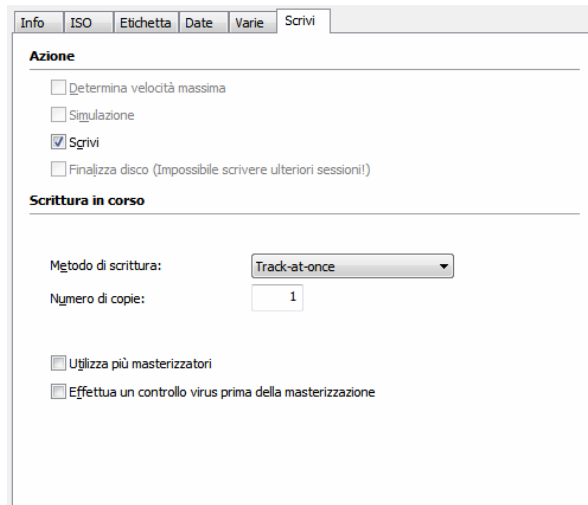 Info ISO Etichetta Date Varie Scrivi
Azione
Determina velocità massima
Simulazione
Scrivi
Finalizza disco (Impossibile scrivere ulteriori sessioni!)
Scrittura in corso
Metodo di scrittura: Track-at-once
Numero di copie: 1
Utilizza più masterizzatori
Effettua un controllo virus prima della masterizzazione